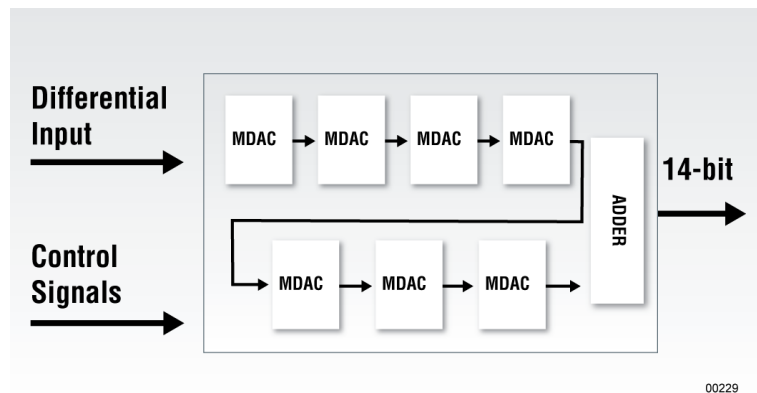 Differential
Input
MDAC
MDAC
MDAC
MDAC
ADDER
14-bit
Control
Signals
MDAC
MDAC
MDAC
00229